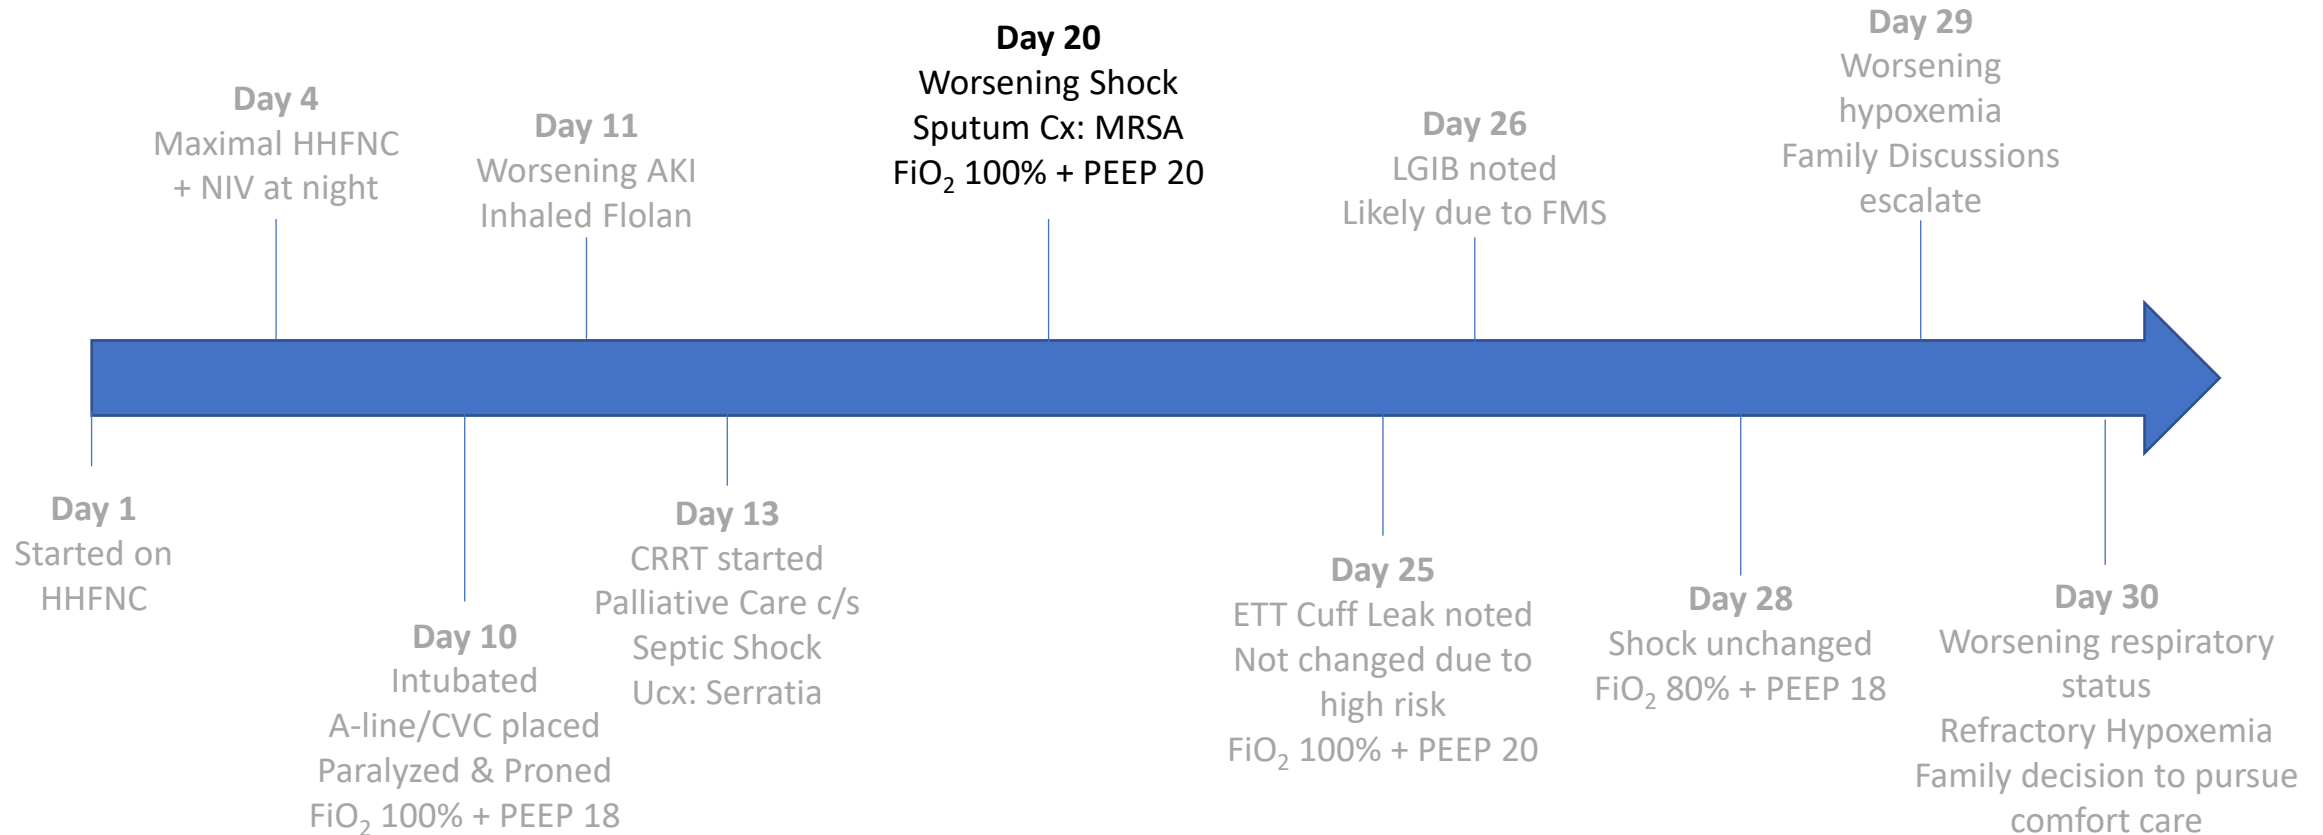 Day 1
Started on
HHFNC
Day 4
Maximal HHFNC
+ NIV at night
Day 10
Intubated
A-line/CVC placed
Paralyzed & Proned
FiO₂ 100% + PEEP 18
Day 11
Worsening AKI
Inhaled Flolan
Day 13
CRRT started
Palliative Care c/s
Septic Shock
Ucx: Serratia
Day 20
Worsening Shock
Sputum Cx: MRSA
FiO₂ 100% + PEEP 20
Day 25
ETT Cuff Leak noted
Not changed due to
high risk
FiO₂ 100% + PEEP 20
Day 26
LGIB noted
Likely due to FMS
Day 28
Shock unchanged
FiO₂ 80% + PEEP 18
Day 29
Worsening
hypoxemia
Family Discussions
escalate
Day 30
Worsening respiratory
status
Refractory Hypoxemia
Family decision to pursue
comfort care